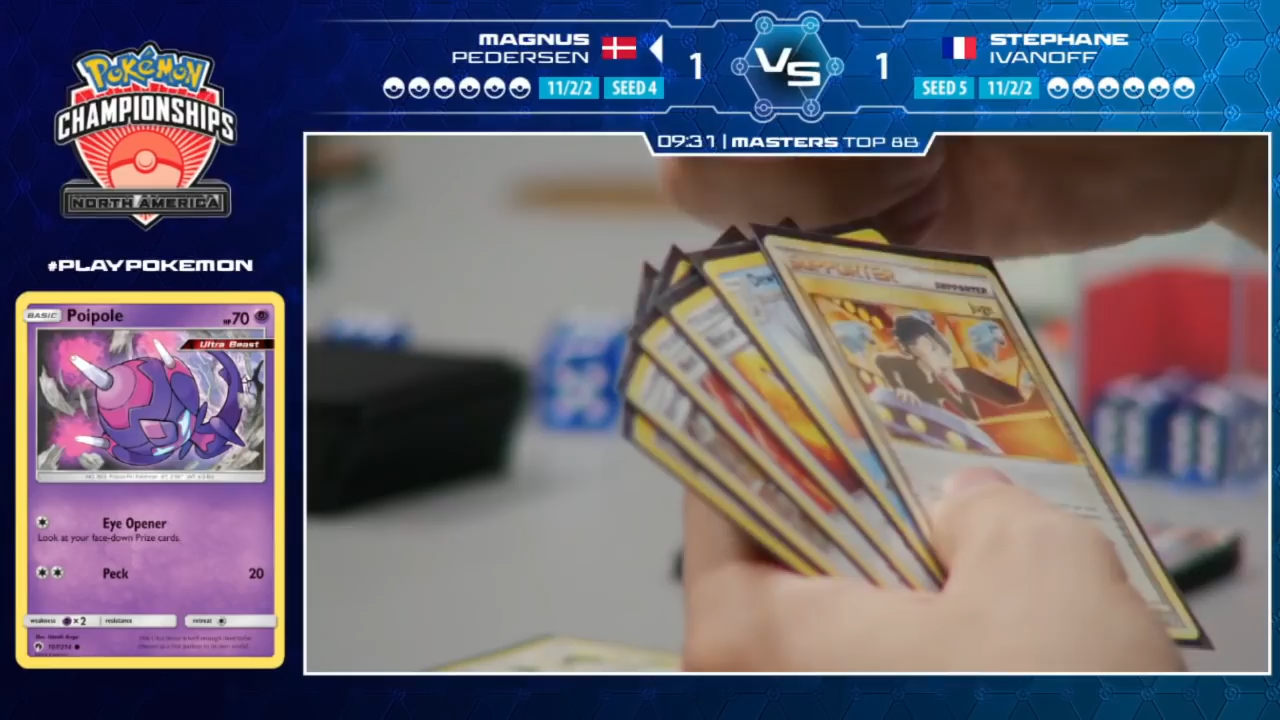 POKÉMON
CHAMPIONSHIPS
NORTH AMERICA
#PLAYPOKEMON
MAGNUS
PEDERSEN
11/2/2
SEED 4
1
VS
1
STEPHANE
IVANOFF
SEED 5
11/2/2
09:31 | MASTERS TOP 8B
BASIC Poipole HP70
Ultra Beast
Eye Opener
Look at your face-down Prize cards.
Peck 20
weakness ×2 resistance retreat
SUPPORTER
SUPPORTER
Judge